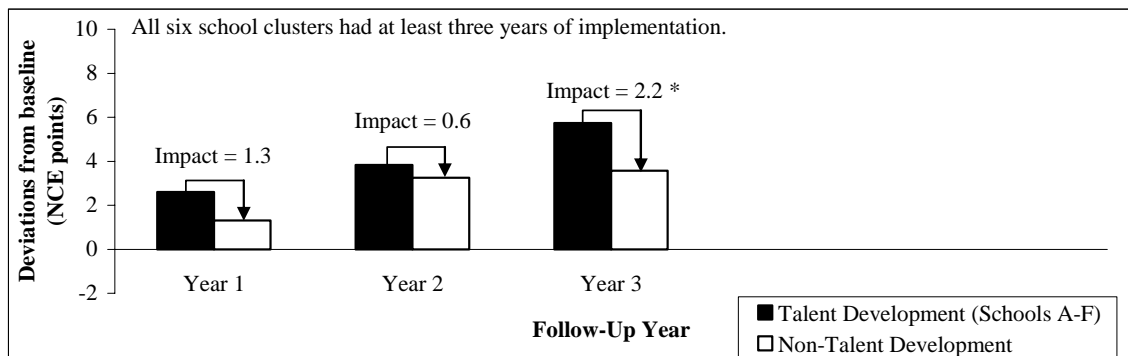 All six school clusters had at least three years of implementation.
Deviations from baseline
(NCE points)
10
8
6
4
2
0
-2
Impact = 1.3
Impact = 0.6
Impact = 2.2 *
Year 1
Year 2
Year 3
Follow-Up Year
Talent Development (Schools A-F)
Non-Talent Development